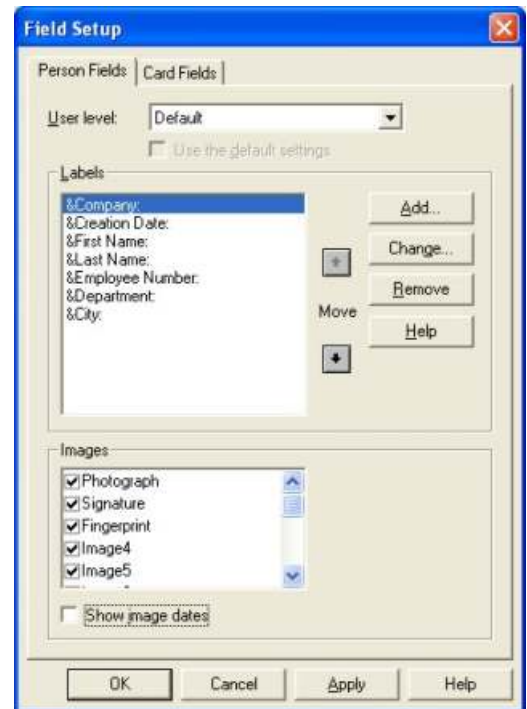 Field Setup
Person Fields
Card Fields
User level:
Default
Use the default settings
Labels
&Company:
&Creation Date:
&First Name:
&Last Name:
&Employee Number:
&Department:
&City:
Move
Add...
Change...
Remove
Help
Images
Photograph
Signature
Fingerprint
Image4
Image5
Show image dates
OK
Cancel
Apply
Help